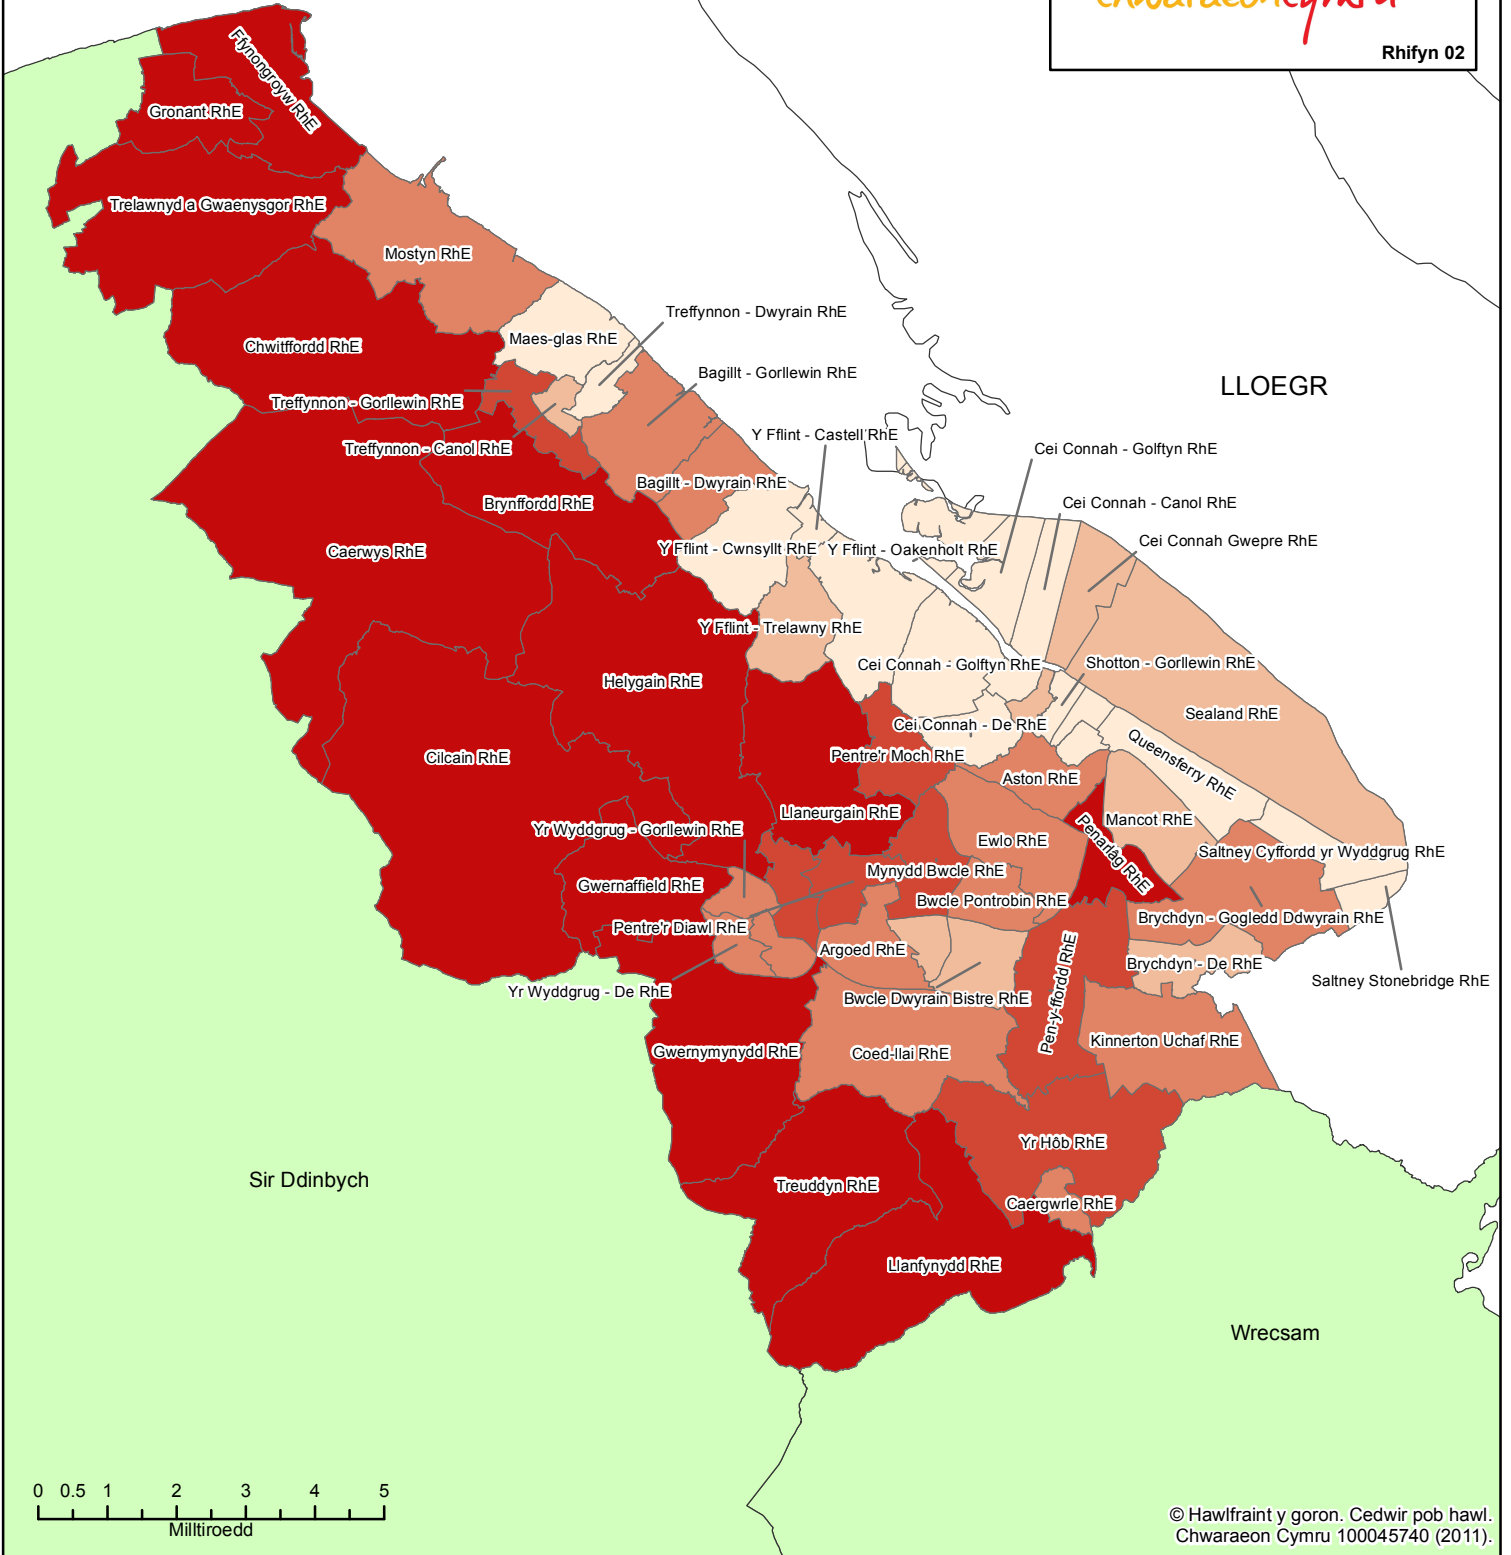 chwaraeoncymru
Rhifyn 02
Ffynongroyw RhE
Gronant RhE
Trelawnyd a Gwaenysgor RhE
Mostyn RhE
Treffynnon - Dwyrain RhE
Maes-glas RhE
Chwitffordd RhE
Bagillt - Gorllewin RhE
LLOEGR
Treffynnon - Gorllewin RhE
Y Fflint - Castell RhE
Treffynnon - Canol RhE
Cei Connah - Golftyn RhE
Bagillt - Dwyrain RhE
Brynffordd RhE
Cei Connah - Canol RhE
Cei Connah Gwepre RhE
Caerwys RhE
Y Fflint - Cwnsyllt RhE
Y Fflint - Oakenholt RhE
Y Fflint - Trelawny RhE
Cei Connah - Golftyn RhE
Shotton - Gorllewin RhE
Helygain RhE
Sealand RhE
Cei Connah - De RhE
Cilcain RhE
Pentre'r Moch RhE
Queensferry RhE
Aston RhE
Llaneurgain RhE
Mancot RhE
Yr Wyddgrug - Gorllewin RhE
Ewlo RhE
Penarlâg RhE
Saltney Cyffordd yr Wyddgrug RhE
Mynydd Bwcle RhE
Gwernaffield RhE
Bwcle Pontrobin RhE
Pentre'r Diawl RhE
Brychdyn - Gogledd Ddwyrain RhE
Argoed RhE
Brychdyn - De RhE
Saltney Stonebridge RhE
Yr Wyddgrug - De RhE
Bwcle Dwyrain Bistre RhE
Pen-y-ffordd RhE
Gwernymynydd RhE
Coed-llai RhE
Kinnerton Uchaf RhE
Yr Hôb RhE
Sir Ddinbych
Treuddyn RhE
Caergwrle RhE
Llanfynydd RhE
Wrecsam
0 0.5 1 2 3 4 5
Milltiroedd
© Hawlfraint y goron. Cedwir pob hawl.
Chwaraeon Cymru 100045740 (2011).